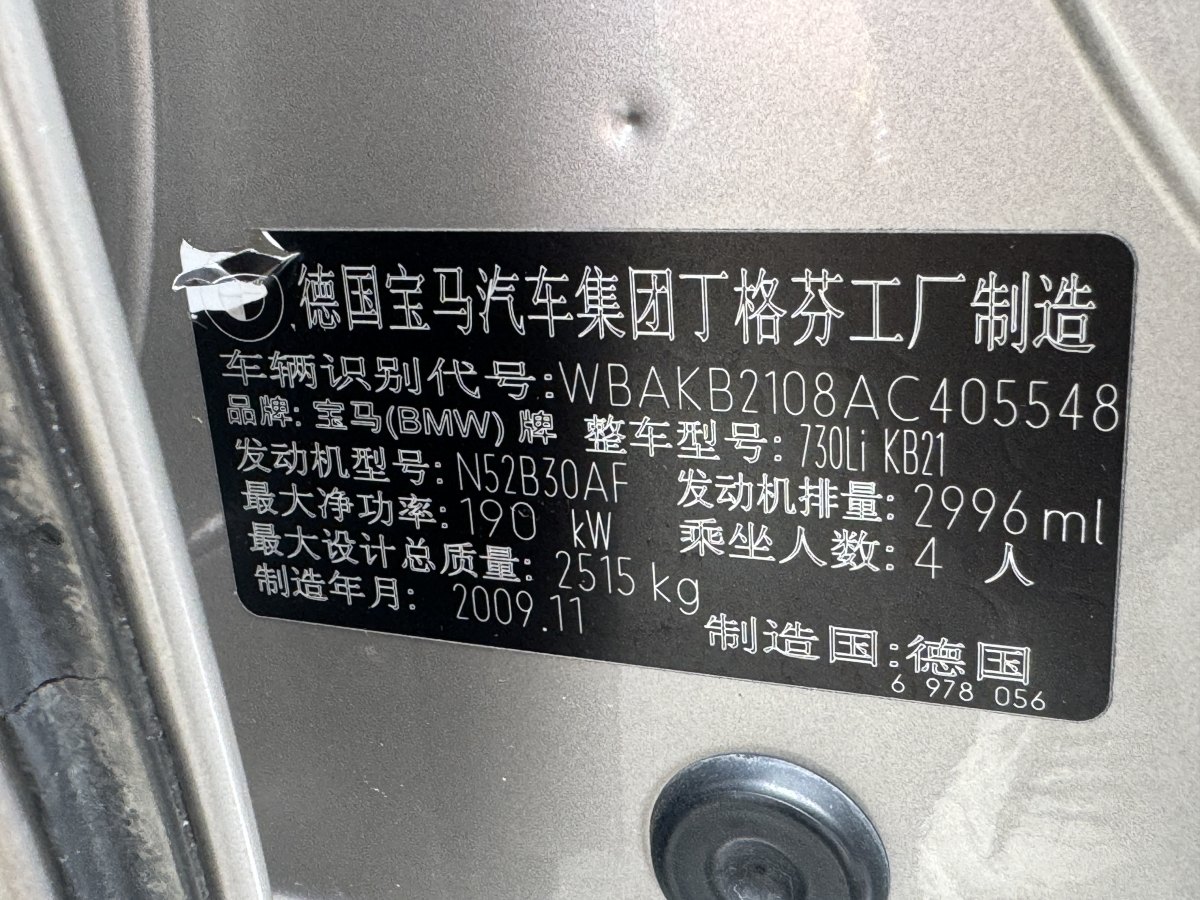 德国宝马汽车集团丁格芬工厂制造
车辆识别代号:WBAKB2108AC405548
品牌: 宝马(BMW) 牌 整车型号: 730Li KB21
发动机型号: N52B30AF 发动机排量: 2996 ml
最大净功率: 190 kW 乘坐人数: 4 人
最大设计总质量: 2515 kg
制造年月: 2009.11
制造国:德国
6 978 056